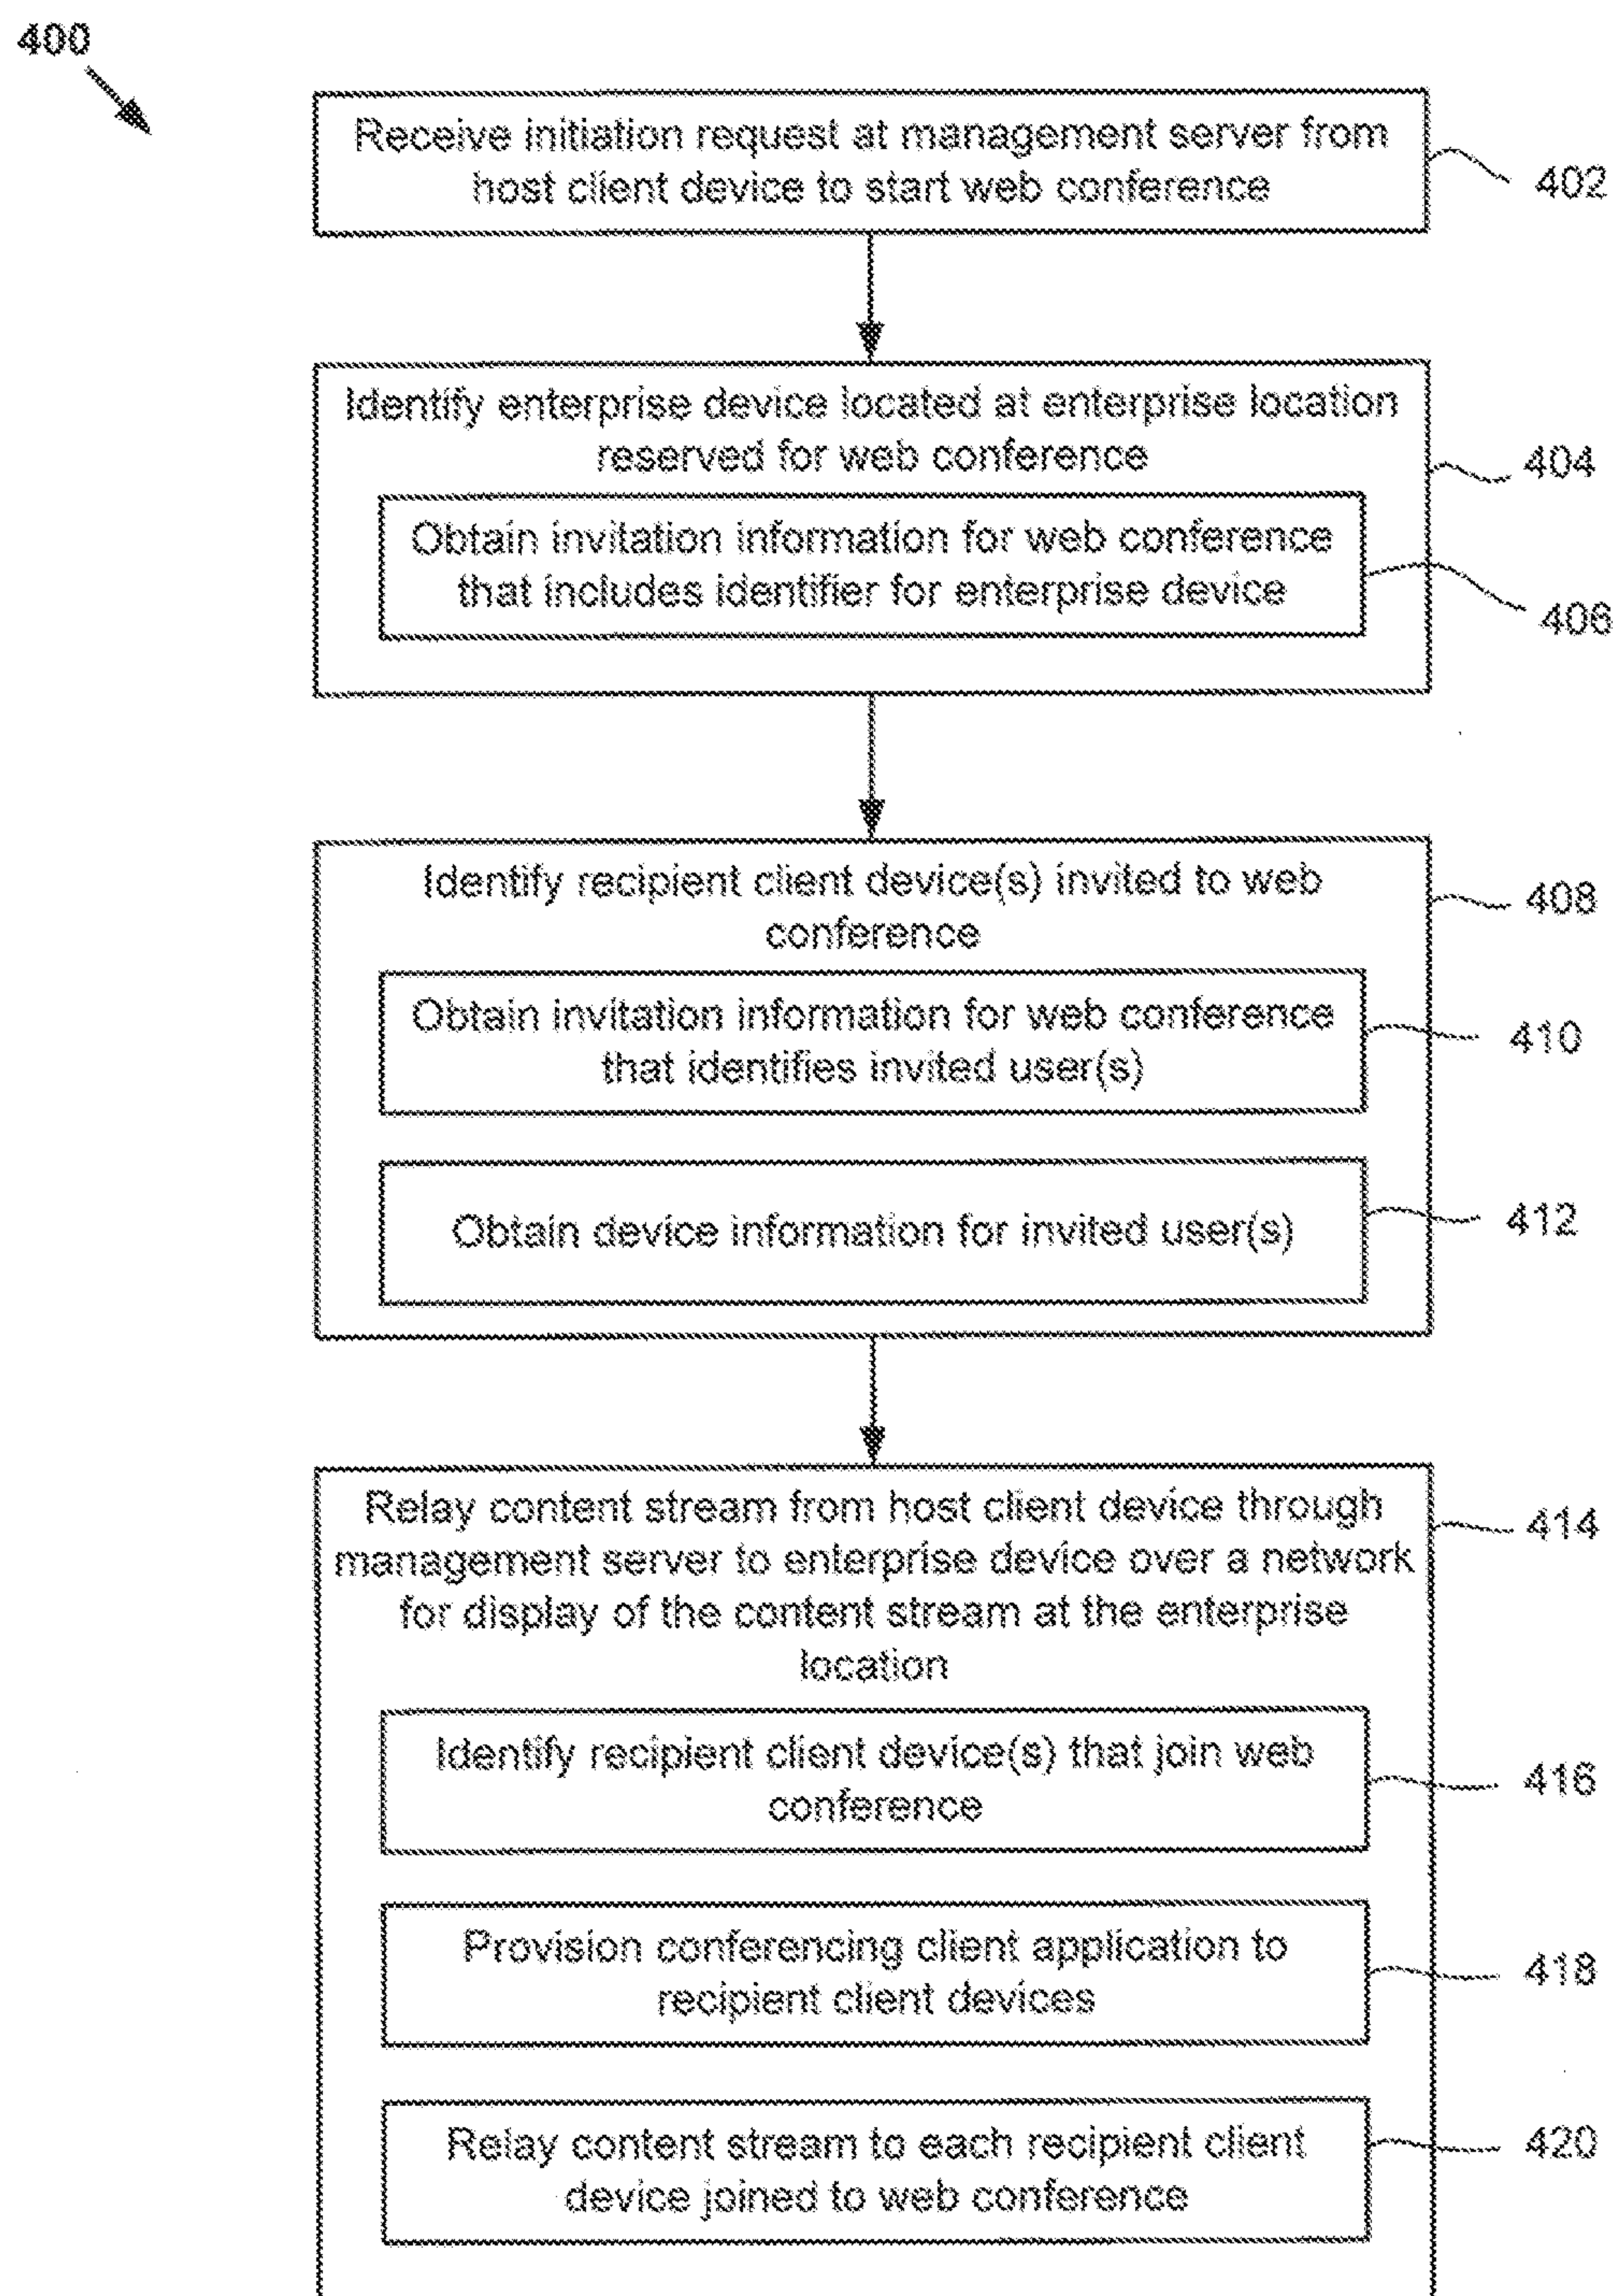 400
Receive initiation request at management server from
host client device to start web conference
402
Identify enterprise device located at enterprise location
reserved for web conference
404
Obtain invitation information for web conference
that includes identifier for enterprise device
406
Identify recipient client device(s) invited to web
conference
408
Obtain invitation information for web conference
that identifies invited user(s)
410
Obtain device information for invited user(s)
412
Relay content stream from host client device through
management server to enterprise device over a network
for display of the content stream at the enterprise
location
414
Identify recipient client device(s) that join web
conference
416
Provision conferencing client application to
recipient client devices
418
Relay content stream to each recipient client
device joined to web conference
420